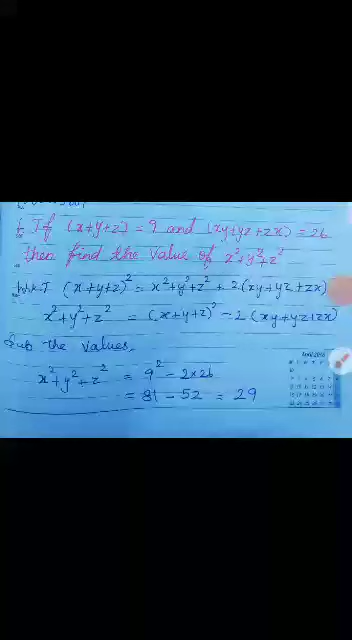 If (x+y+z) = 9 and (xy+yz+zx) = 26
then find the value of x²+y²+z²
WKT (x+y+z)² = x²+y²+z² + 2(xy+yz+zx)
x²+y²+z² = (x+y+z)² - 2(xy+yz+zx)
Sub the values,
x²+y²+z² = 9² - 2×26
= 81 - 52 = 29